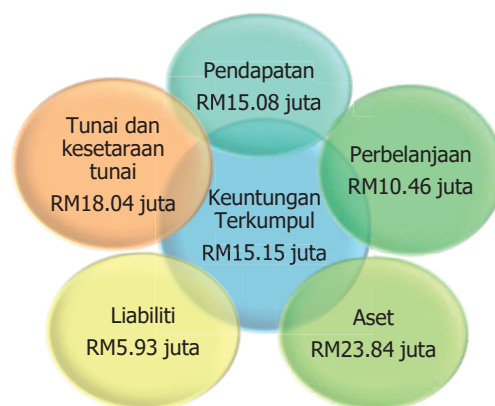 Pendapatan
RM15.08 juta
Tunai dan
kesetaraan
tunai
RM18.04 juta
Perbelanjaan
RM10.46 juta
Keuntungan
Terkumpul
RM15.15 juta
Liabiliti
RM5.93 juta
Aset
RM23.84 juta